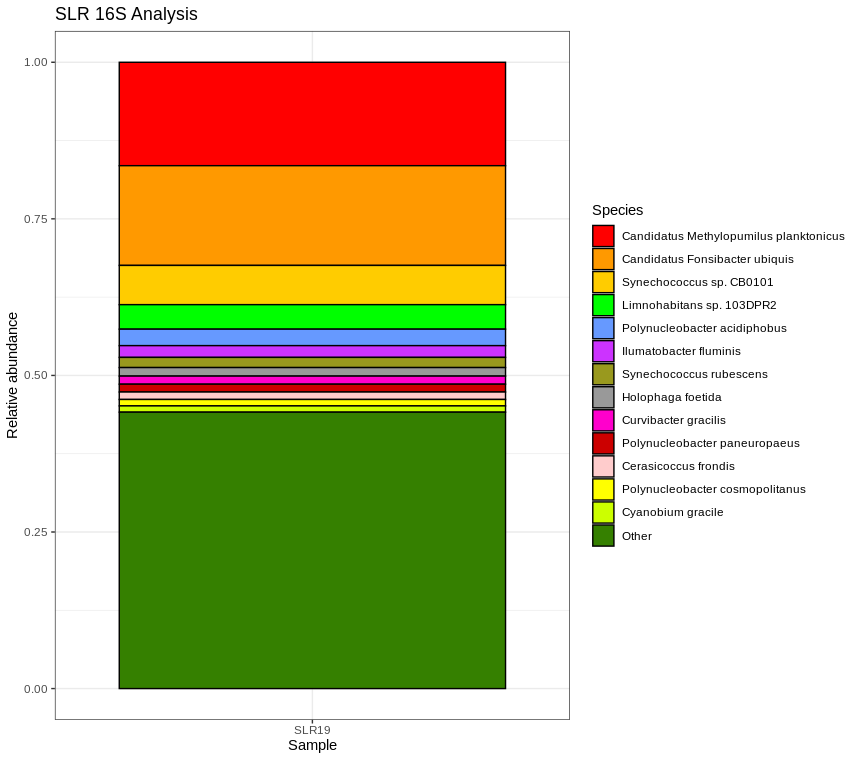 SLR 16S Analysis
Relative abundance
1.00
0.75
0.50
0.25
0.00
SLR19
Sample
Species
Candidatus Methylopumilus planktonicus
Candidatus Fonsibacter ubiquis
Synechococcus sp. CB0101
Limnohabitans sp. 103DPR2
Polynucleobacter acidiphobus
Ilumatobacter fluminis
Synechococcus rubescens
Holophaga foetida
Curvibacter gracilis
Polynucleobacter paneuropaeus
Cerasicoccus frondis
Polynucleobacter cosmopolitanus
Cyanobium gracile
Other